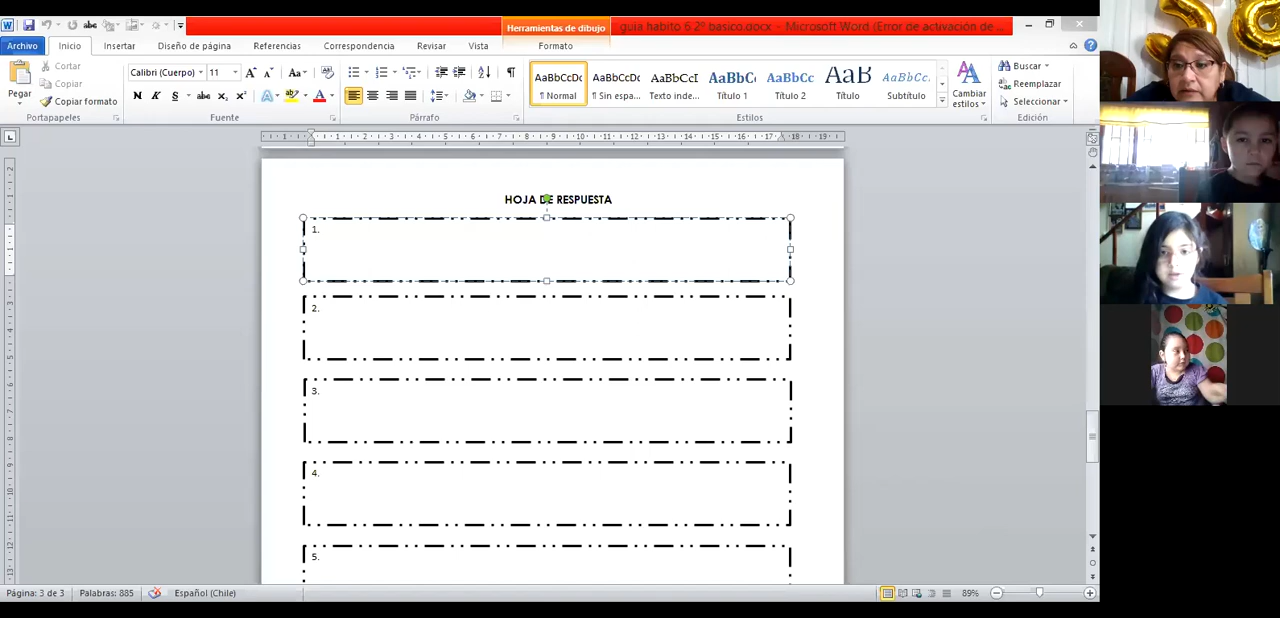 Herramientas de dibujo
guia habito 6 2º basico.docx - Microsoft Word (Error de activación de ...
Archivo Inicio Insertar Diseño de página Referencias Correspondencia Revisar Vista Formato
Pegar
Cortar
Copiar
Copiar formato
Portapapeles
Calibri (Cuerpo) 11
N K S abc x₂ x²
Fuente
Párrafo
AaBbCcDc AaBbCcDc AaBbCcI AaBbC AaBbCc AaB AaBbCc.
¶ Normal ¶ Sin espa... Texto inde... Título 1 Título 2 Título Subtítulo
Cambiar estilos
Estilos
Buscar
Reemplazar
Seleccionar
Edición
HOJA DE RESPUESTA
1.
2.
3.
4.
5.
Página: 3 de 3 Palabras: 885 Español (Chile) 89%